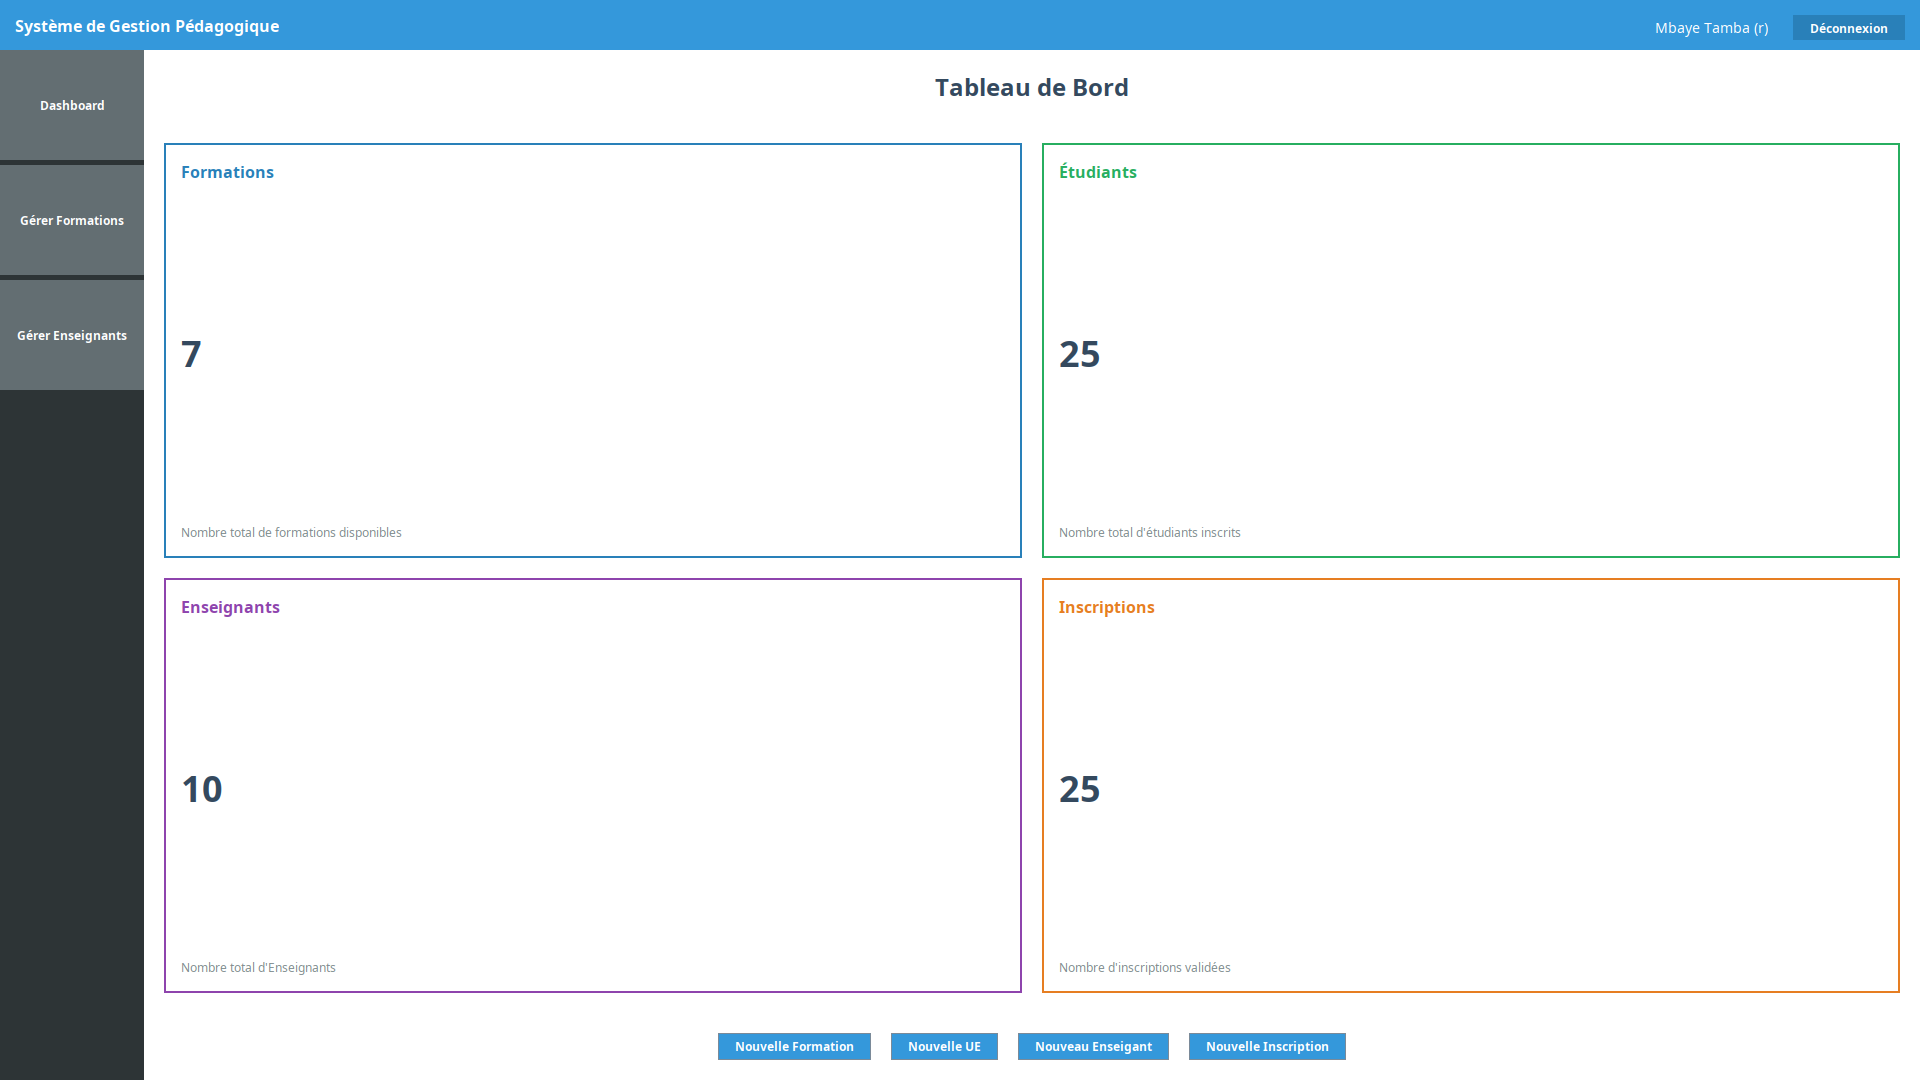 Système de Gestion Pédagogique
Mbaye Tamba (r)
Déconnexion
Dashboard
Gérer Formations
Gérer Enseignants
Tableau de Bord
Formations
7
Nombre total de formations disponibles
Étudiants
25
Nombre total d'étudiants inscrits
Enseignants
10
Nombre total d'Enseignants
Inscriptions
25
Nombre d'inscriptions validées
Nouvelle Formation
Nouvelle UE
Nouveau Enseigant
Nouvelle Inscription